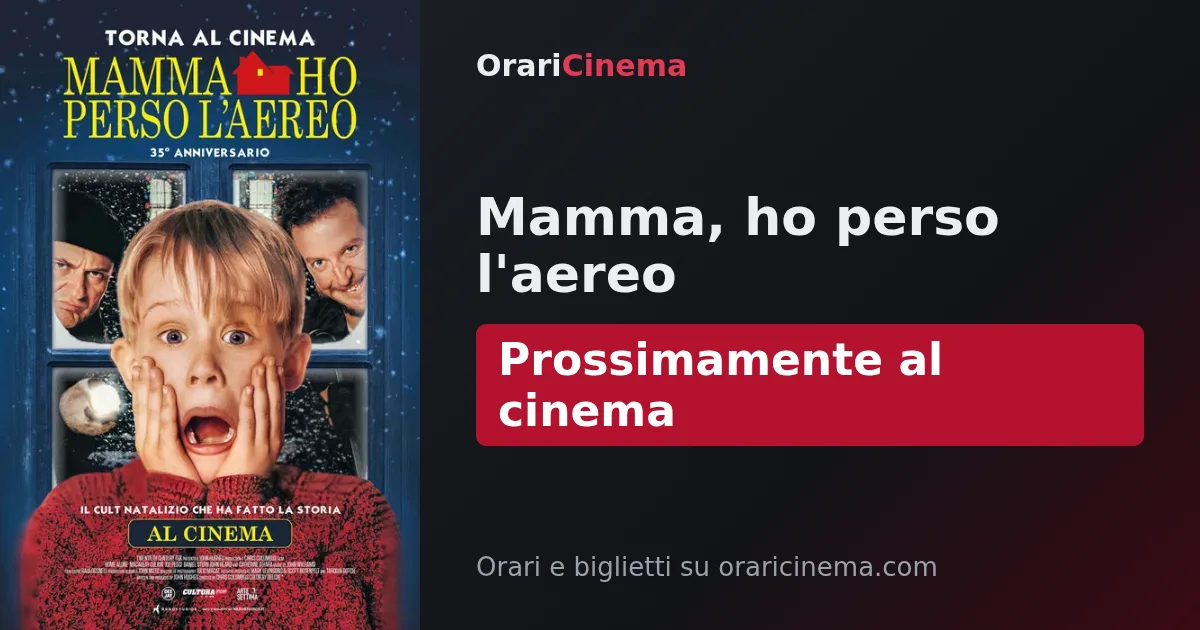 TORNA AL CINEMA
MAMMA HO
PERSO L'AEREO
35° ANNIVERSARIO
IL CULT NATALIZIO CHE HA FATTO LA STORIA
AL CINEMA
OrariCinema
Mamma, ho perso
l'aereo
Prossimamente al
cinema
Orari e biglietti su oraricinema.com